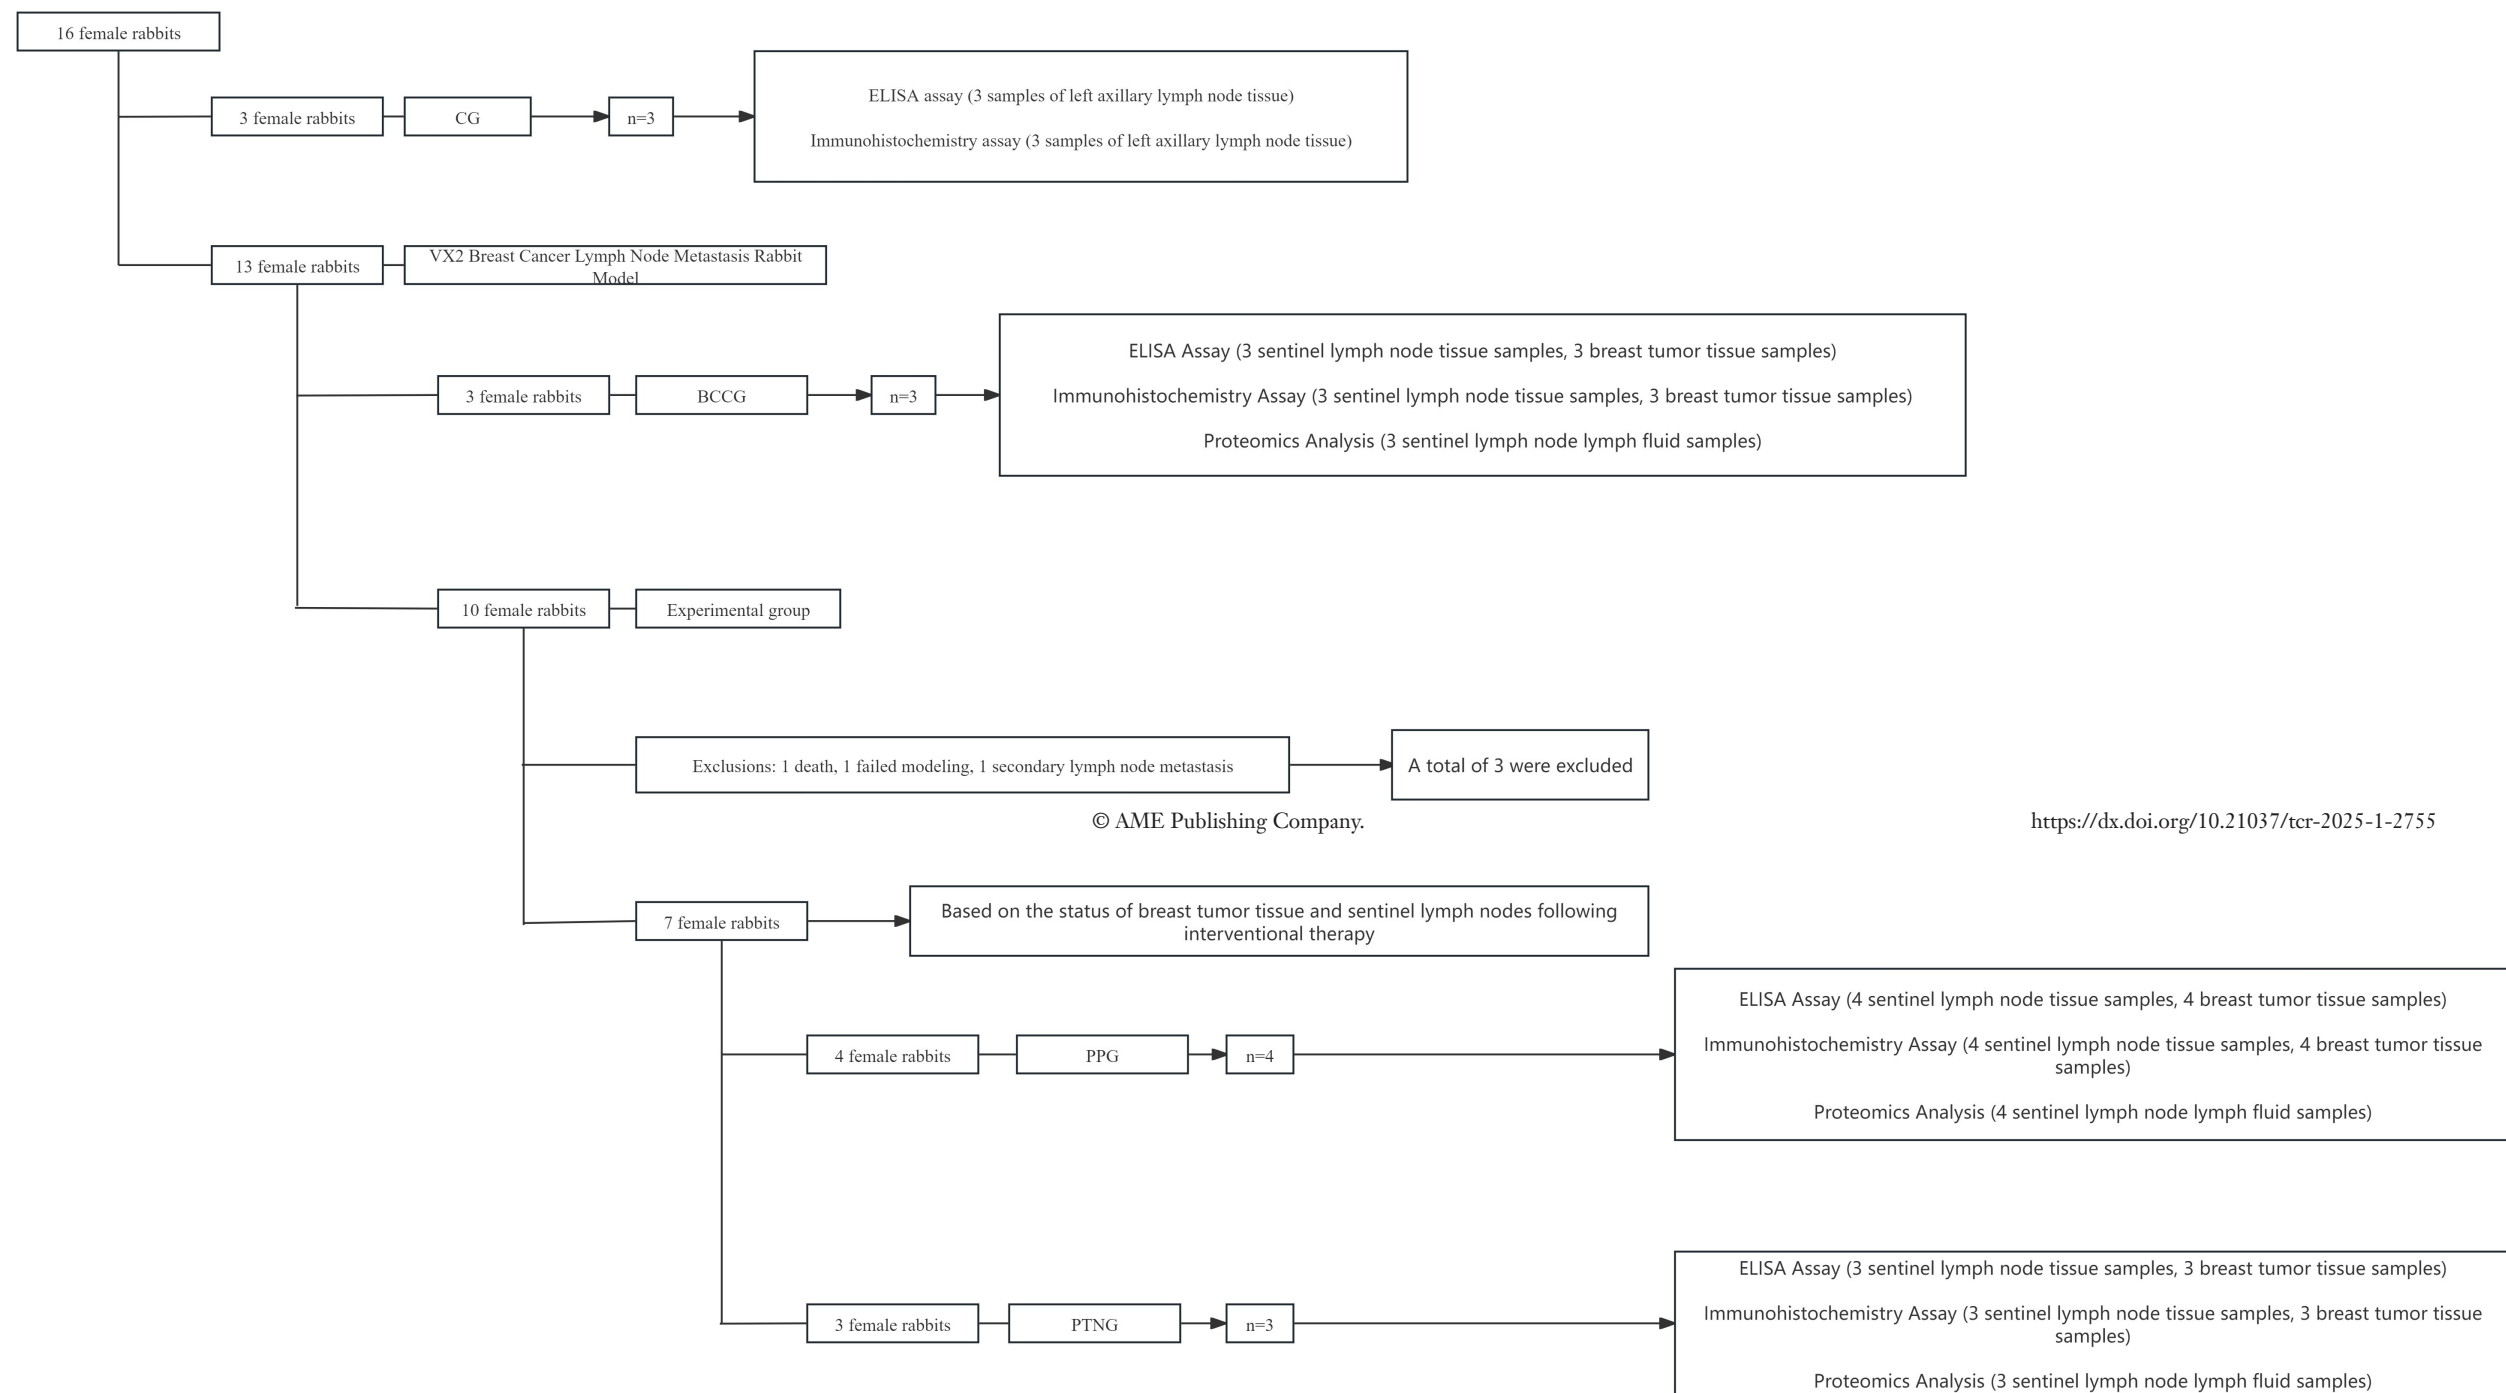 16 female rabbits
3 female rabbits
CG
n=3
ELISA assay (3 samples of left axillary lymph node tissue)
Immunohistochemistry assay (3 samples of left axillary lymph node tissue)
13 female rabbits
VX2 Breast Cancer Lymph Node Metastasis Rabbit
Model
3 female rabbits
BCCG
n=3
ELISA Assay (3 sentinel lymph node tissue samples, 3 breast tumor tissue samples)
Immunohistochemistry Assay (3 sentinel lymph node tissue samples, 3 breast tumor tissue samples)
Proteomics Analysis (3 sentinel lymph node lymph fluid samples)
10 female rabbits
Experimental group
Exclusions: 1 death, 1 failed modeling, 1 secondary lymph node metastasis
A total of 3 were excluded
© AME Publishing Company.
https://dx.doi.org/10.21037/tcr-2025-1-2755
7 female rabbits
Based on the status of breast tumor tissue and sentinel lymph nodes following
interventional therapy
4 female rabbits
PPG
n=4
ELISA Assay (4 sentinel lymph node tissue samples, 4 breast tumor tissue samples)
Immunohistochemistry Assay (4 sentinel lymph node tissue samples, 4 breast tumor tissue
samples)
Proteomics Analysis (4 sentinel lymph node lymph fluid samples)
3 female rabbits
PTNG
n=3
ELISA Assay (3 sentinel lymph node tissue samples, 3 breast tumor tissue samples)
Immunohistochemistry Assay (3 sentinel lymph node tissue samples, 3 breast tumor tissue
samples)
Proteomics Analysis (3 sentinel lymph node lymph fluid samples)